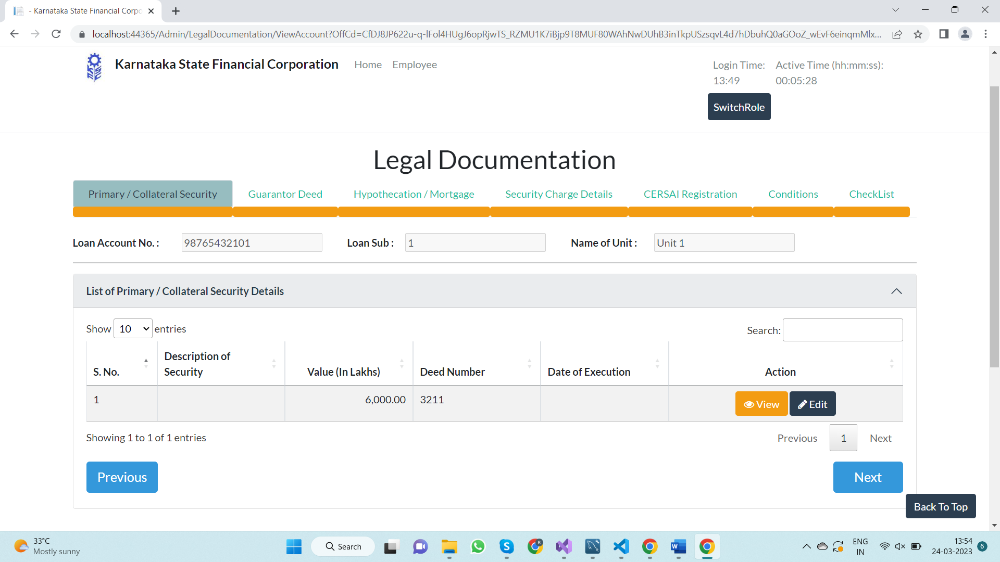 - Karnataka State Financial Corpo
localhost:44365/Admin/LegalDocumentation/ViewAccount?OffCd=CfDJ8JP622u-q-lFol4HUgJ6opRjwTS_RZMU1K7iBjp9T8MUF80WAhNwDUhB3inTkpUSzsqvL4d7hDbuhQ0aGOoZ_wEvF6einqmMlx...
Karnataka State Financial Corporation Home Employee
Login Time: Active Time (hh:mm:ss):
13:49 00:05:28
SwitchRole
Legal Documentation
Primary / Collateral Security Guarantor Deed Hypothecation / Mortgage Security Charge Details CERSAI Registration Conditions CheckList
Loan Account No. : 98765432101 Loan Sub : 1 Name of Unit : Unit 1
List of Primary / Collateral Security Details
Show 10 entries Search:
Description of
S. No. Security Value (In Lakhs) Deed Number Date of Execution Action
1 6,000.00 3211 View Edit
Showing 1 to 1 of 1 entries Previous 1 Next
Previous Next
Back To Top
33°C
Mostly sunny
Search
R
ENG
IN
13:54
24-03-2023
6